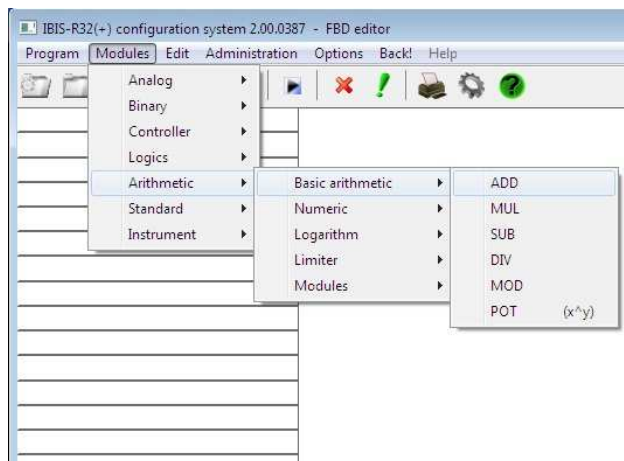 IBIS-R32(+) configuration system 2.00.0387 - FBD editor
Program Modules Edit Administration Options Back! Help
Analog
Binary
Controller
Logics
Arithmetic
Standard
Instrument
Basic arithmetic
Numeric
Logarithm
Limiter
Modules
ADD
MUL
SUB
DIV
MOD
POT (x^y)